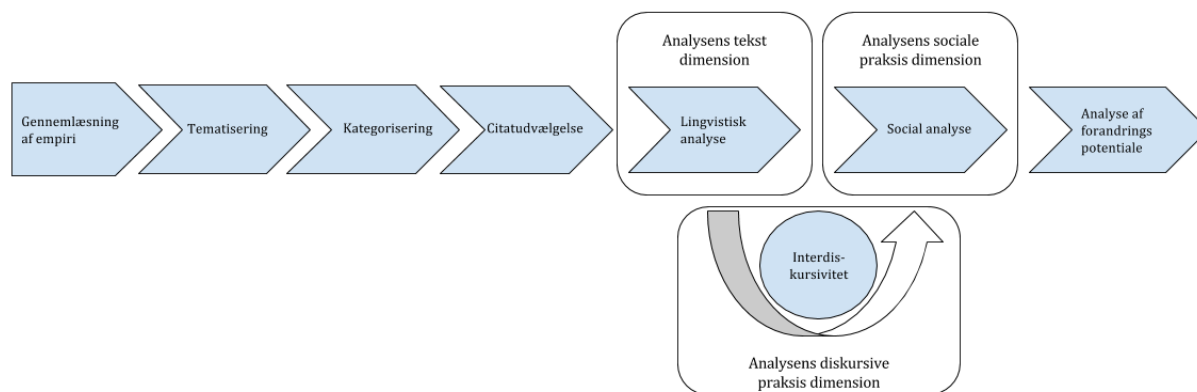 Gennemlæsning
af empiri
Tematisering
Kategorisering
Citatudvælgelse
Analysens tekst
dimension
Lingvistisk
analyse
Analysens sociale
praksis dimension
Social analyse
Analyse af
forandrings
potentiale
Interdis-
kursivitet
Analysens diskursive
praksis dimension